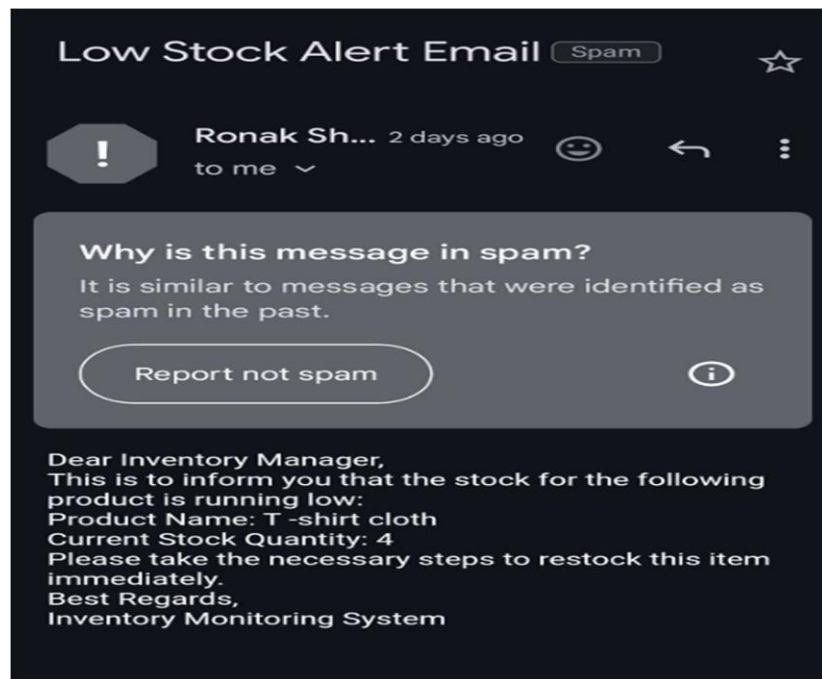 Low Stock Alert Email Spam
Ronak Sh... 2 days ago
to me
Why is this message in spam?
It is similar to messages that were identified as
spam in the past.
Report not spam
Dear Inventory Manager,
This is to inform you that the stock for the following
product is running low:
Product Name: T -shirt cloth
Current Stock Quantity: 4
Please take the necessary steps to restock this item
immediately.
Best Regards,
Inventory Monitoring System